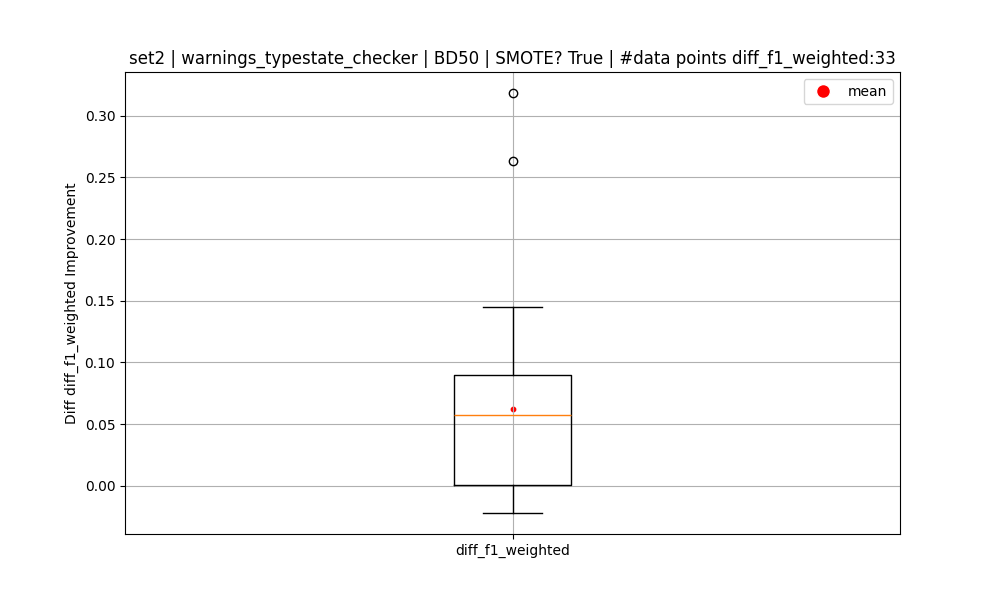 set2 | warnings_typestate_checker | BD50 | SMOTE? True | #data points diff_f1_weighted:33
mean
0.30
0.25
0.20
0.15
0.10
0.05
0.00
Diff diff_f1_weighted Improvement
diff_f1_weighted